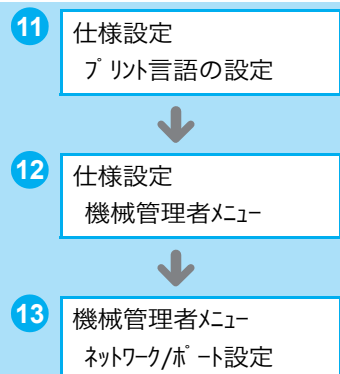 11
仕様設定
ﾌﾟﾘﾝﾄ言語の設定
12
仕様設定
機械管理者ﾒﾆｭｰ
13
機械管理者ﾒﾆｭｰ
ﾈｯﾄﾜｰｸ/ﾎﾟｰﾄ設定